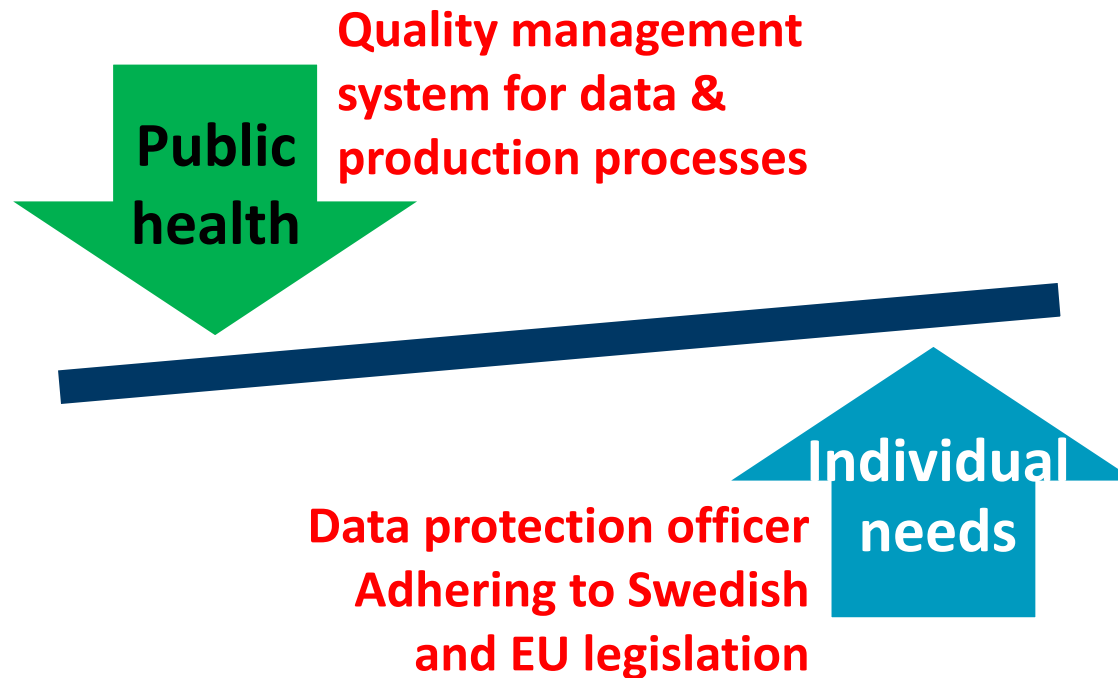 Quality management
system for data &
production processes
Public
health
Individual
needs
Data protection officer
Adhering to Swedish
and EU legislation